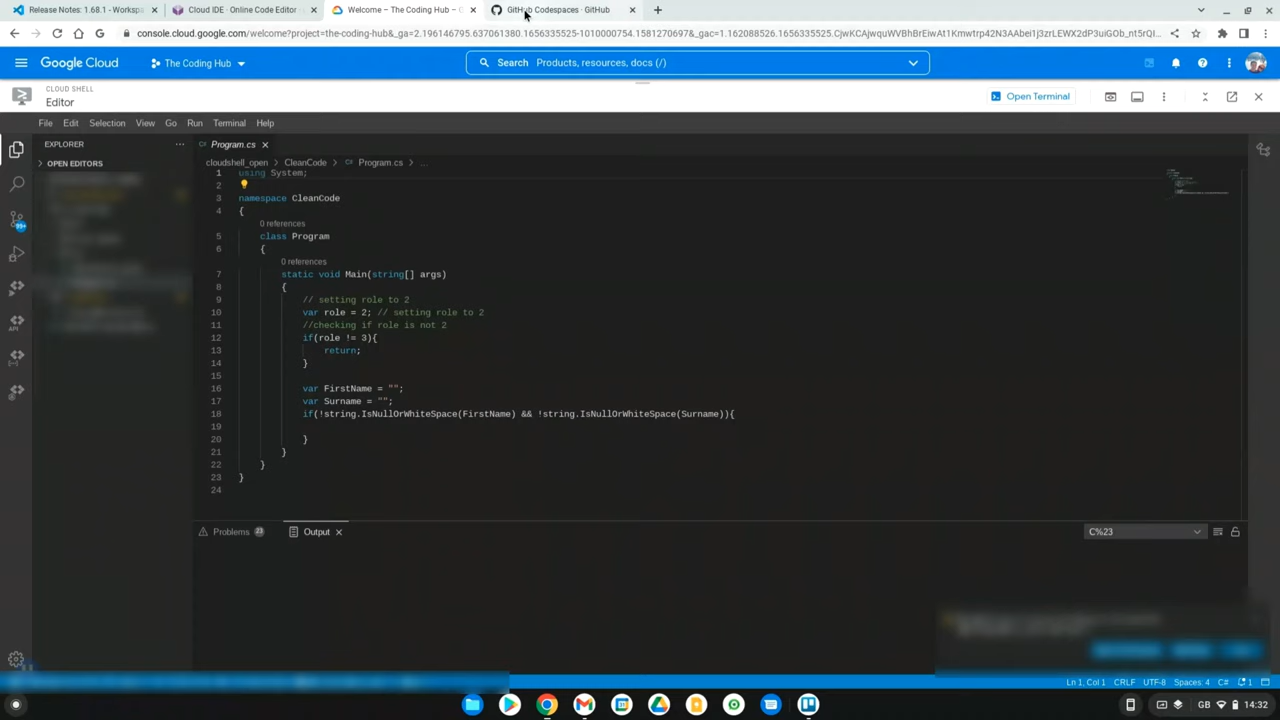 Release Notes: 1.68.1 - Workspa
Cloud IDE · Online Code Editor ·
Welcome – The Coding Hub – G
GitHub Codespaces · GitHub
console.cloud.google.com/welcome?project=the-coding-hub&_ga=2.196146795.637061380.1656335525-1010000754.1581270697&_gac=1.162088526.1656335525.CjwKCAjwquWVBhBrEiwAt1Kmwtrp42N3AAbei1j3zrLEWX2dP3uiGOb_nt5rQI...
Google Cloud
The Coding Hub
Search Products, resources, docs (/)
CLOUD SHELL
Editor
Open Terminal
File Edit Selection View Go Run Terminal Help
EXPLORER
OPEN EDITORS
99+
API
Program.cs
cloudshell_open > CleanCode > Program.cs > ...
1 using System;
2
3 namespace CleanCode
4 {
0 references
5 class Program
6 {
0 references
7 static void Main(string[] args)
8 {
9 // setting role to 2
10 var role = 2; // setting role to 2
11 //checking if role is not 2
12 if(role != 3){
13 return;
14 }
15
16 var FirstName = "";
17 var Surname = "";
18 if(!string.IsNullOrWhiteSpace(FirstName) && !string.IsNullOrWhiteSpace(Surname)){
19
20 }
21 }
22 }
23 }
24
Problems 23 Output
C%23
Ln 1, Col 1 CRLF UTF-8 Spaces: 4 C# 1
GB 14:32